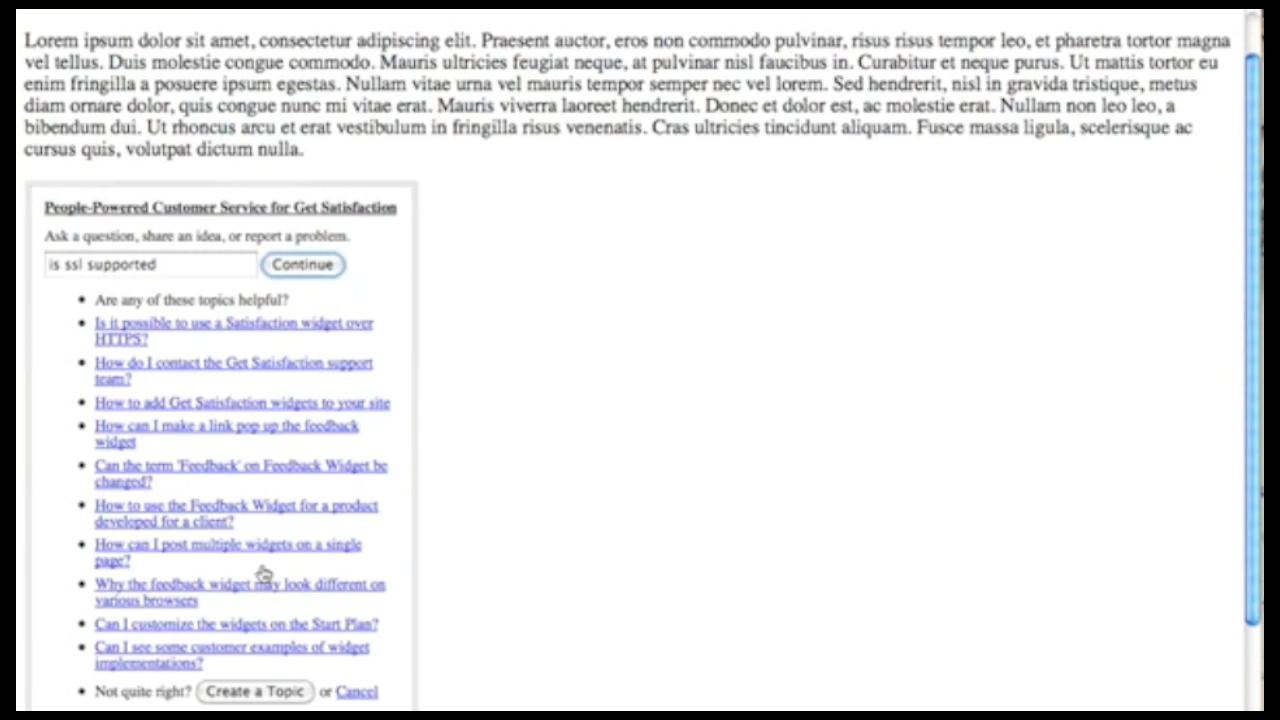 Lorem ipsum dolor sit amet, consectetur adipiscing elit. Praesent auctor, eros non commodo pulvinar, risus risus tempor leo, et pharetra tortor magna
vel tellus. Duis molestie congue commodo. Mauris ultricies feugiat neque, at pulvinar nisl faucibus in. Curabitur et neque purus. Ut mattis tortor eu
enim fringilla a posuere ipsum egestas. Nullam vitae urna vel mauris tempor semper nec vel lorem. Sed hendrerit, nisl in gravida tristique, metus
diam ornare dolor, quis congue nunc mi vitae erat. Mauris viverra laoreet hendrerit. Donec et dolor est, ac molestie erat. Nullam non leo leo, a
bibendum dui. Ut rhoncus arcu et erat vestibulum in fringilla risus venenatis. Cras ultricies tincidunt aliquam. Fusce massa ligula, scelerisque ac
cursus quis, volutpat dictum nulla.
People-Powered Customer Service for Get Satisfaction
Ask a question, share an idea, or report a problem.
is ssl supported Continue
• Are any of these topics helpful?
• Is it possible to use a Satisfaction widget over
HTTPS?
• How do I contact the Get Satisfaction support
team?
• How to add Get Satisfaction widgets to your site
• How can I make a link pop up the feedback
widget
• Can the term 'Feedback' on Feedback Widget be
changed?
• How to use the Feedback Widget for a product
developed for a client?
• How can I post multiple widgets on a single
page?
• Why the feedback widget may look different on
various browsers
• Can I customize the widgets on the Start Plan?
• Can I see some customer examples of widget
implementations?
• Not quite right? Create a Topic or Cancel